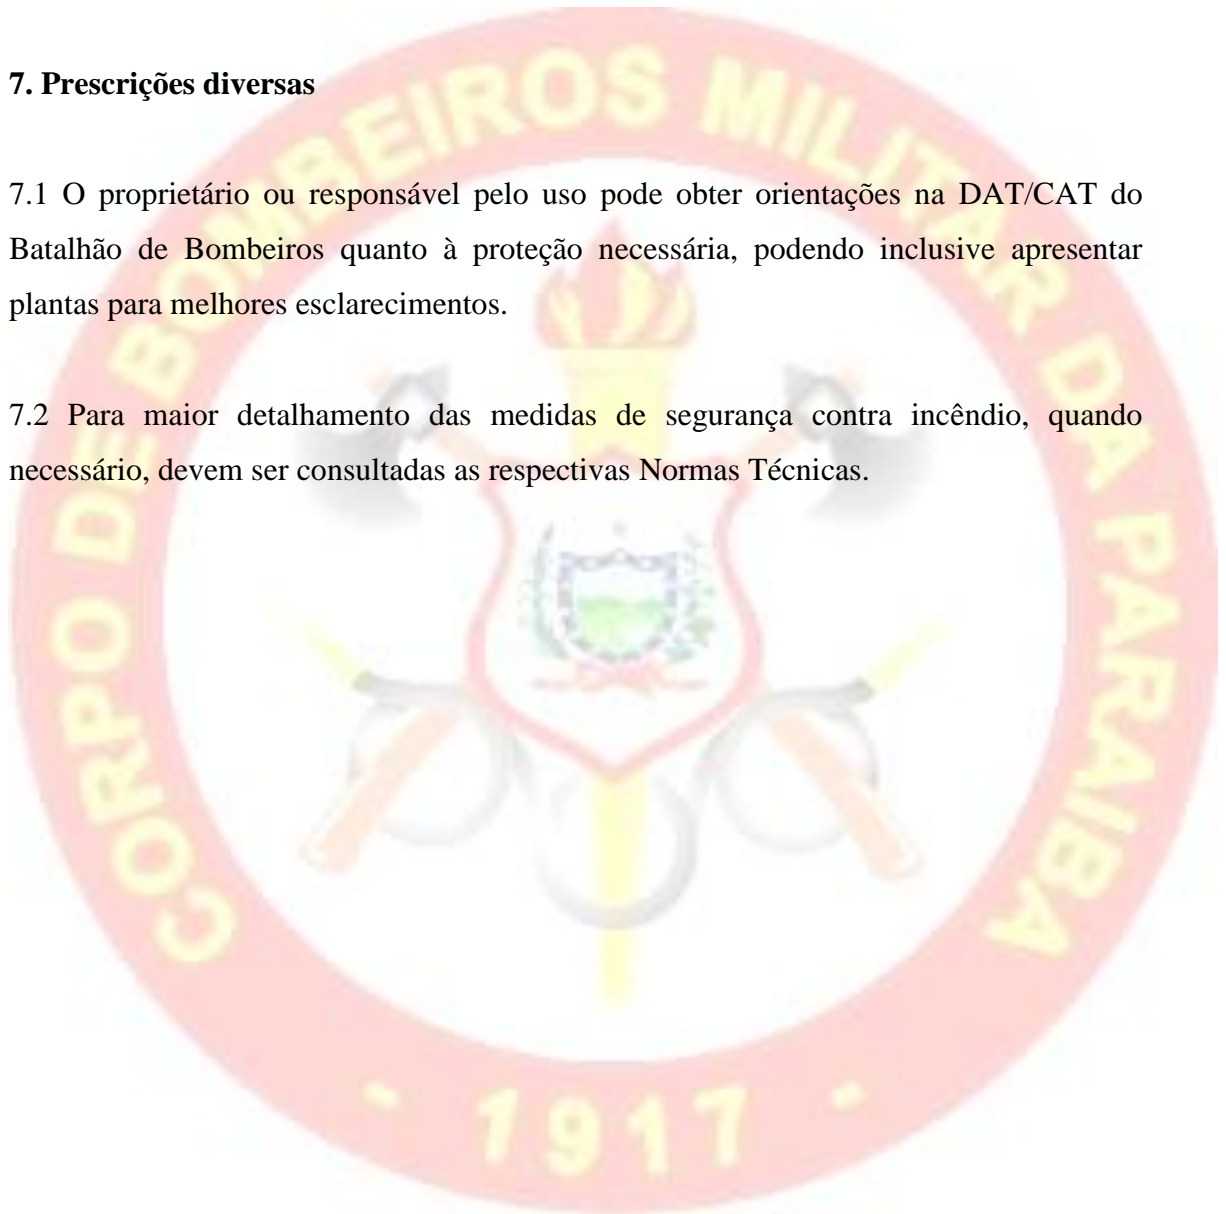 7. Prescrições diversas
7.1 O proprietário ou responsável pelo uso pode obter orientações na DAT/CAT do
Batalhão de Bombeiros quanto à proteção necessária, podendo inclusive apresentar
plantas para melhores esclarecimentos.
7.2 Para maior detalhamento das medidas de segurança contra incêndio, quando
necessário, devem ser consultadas as respectivas Normas Técnicas.
CORPO DE BOMBEIROS MILITAR DA PARAIBA
- 1917 -